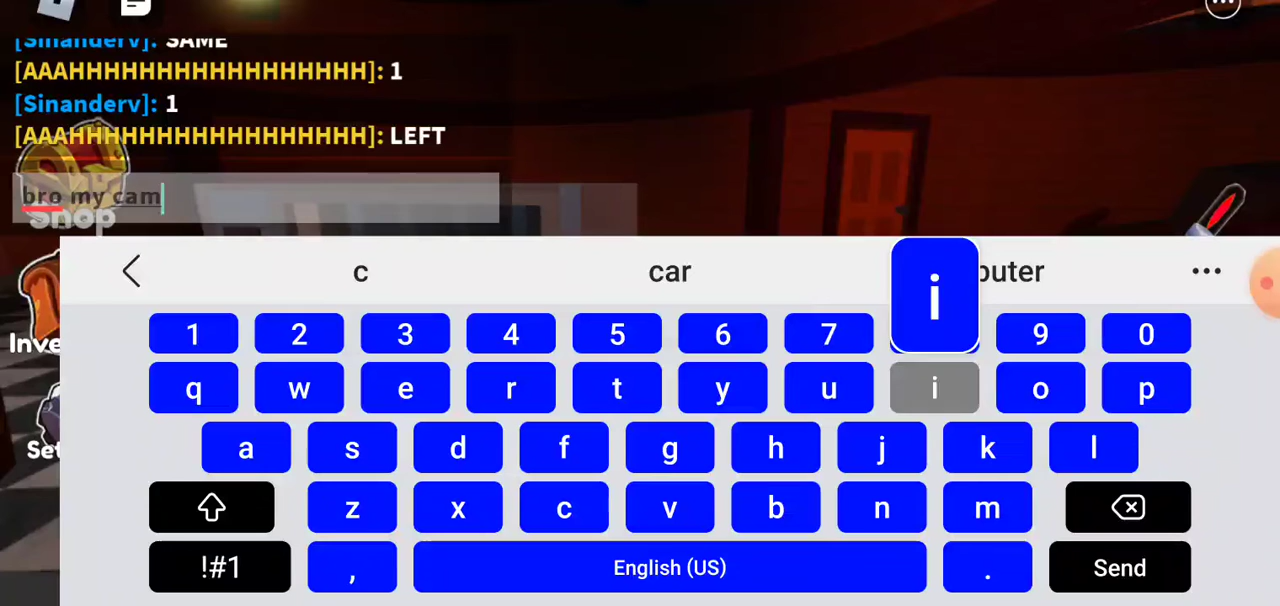 [Sinanderv]: SAME
[AAAHHHHHHHHHHHHHHHHHH]: 1
[Sinanderv]: 1
[AAAHHHHHHHHHHHHHHHHHH]: LEFT
bro my cam
Shop
Inve
Set
c car puter
i
1 2 3 4 5 6 7 9 0
q w e r t y u i o p
a s d f g h j k l
z x c v b n m
!#1 , English (US) . Send